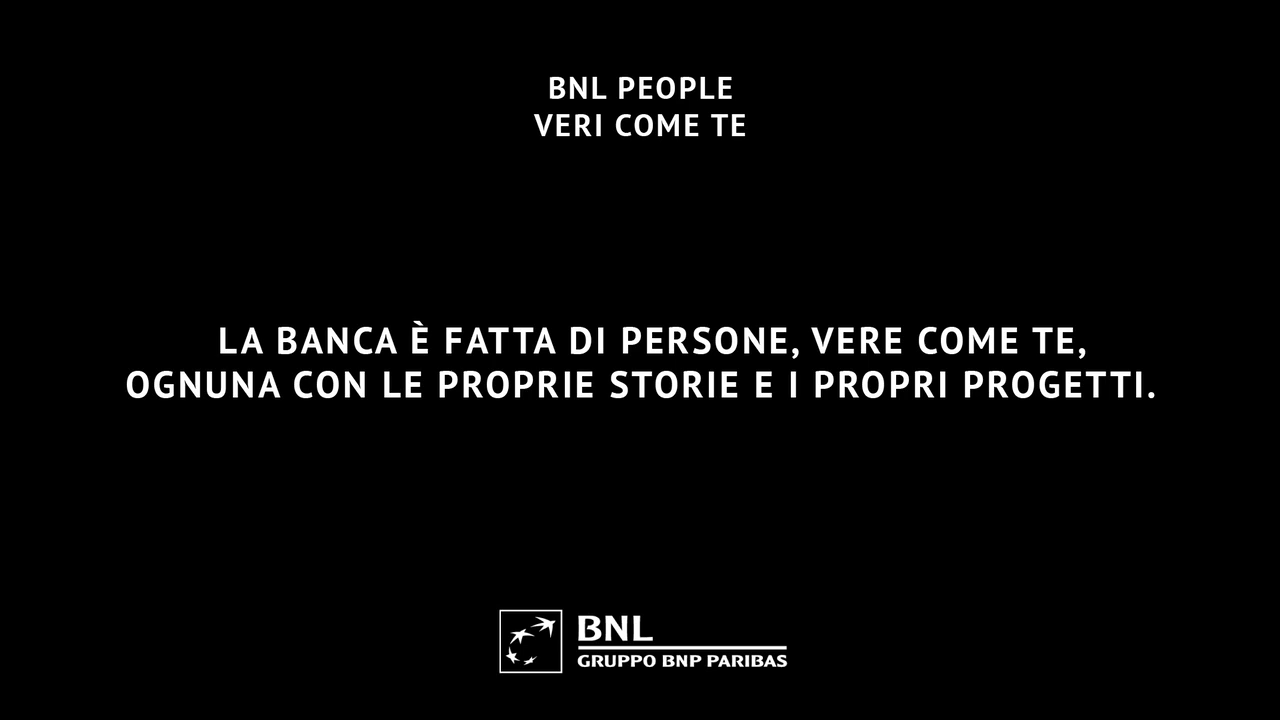 BNL PEOPLE
VERI COME TE
LA BANCA È FATTA DI PERSONE, VERE COME TE,
OGNUNA CON LE PROPRIE STORIE E I PROPRI PROGETTI.
BNL
GRUPPO BNP PARIBAS